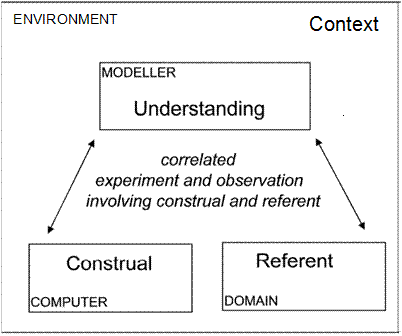 ENVIRONMENT
Context
MODELLER
Understanding
correlated
experiment and observation
involving construal and referent
Construal
COMPUTER
Referent
DOMAIN